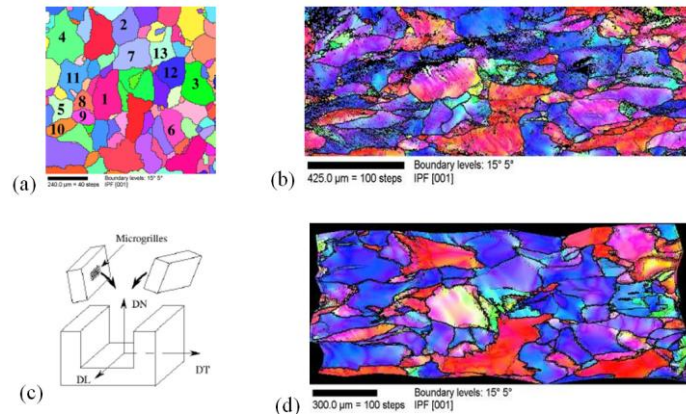 4
2
7
13
11
12
3
5
8
1
9
10
6
240.0 µm = 40 steps
Boundary levels: 15° 5°
IPF [001]
(a)
425.0 µm = 100 steps
Boundary levels: 15° 5°
IPF [001]
(b)
Microgrilles
DN
DT
DL
(c)
300.0 µm = 100 steps
Boundary levels: 15° 5°
IPF [001]
(d)